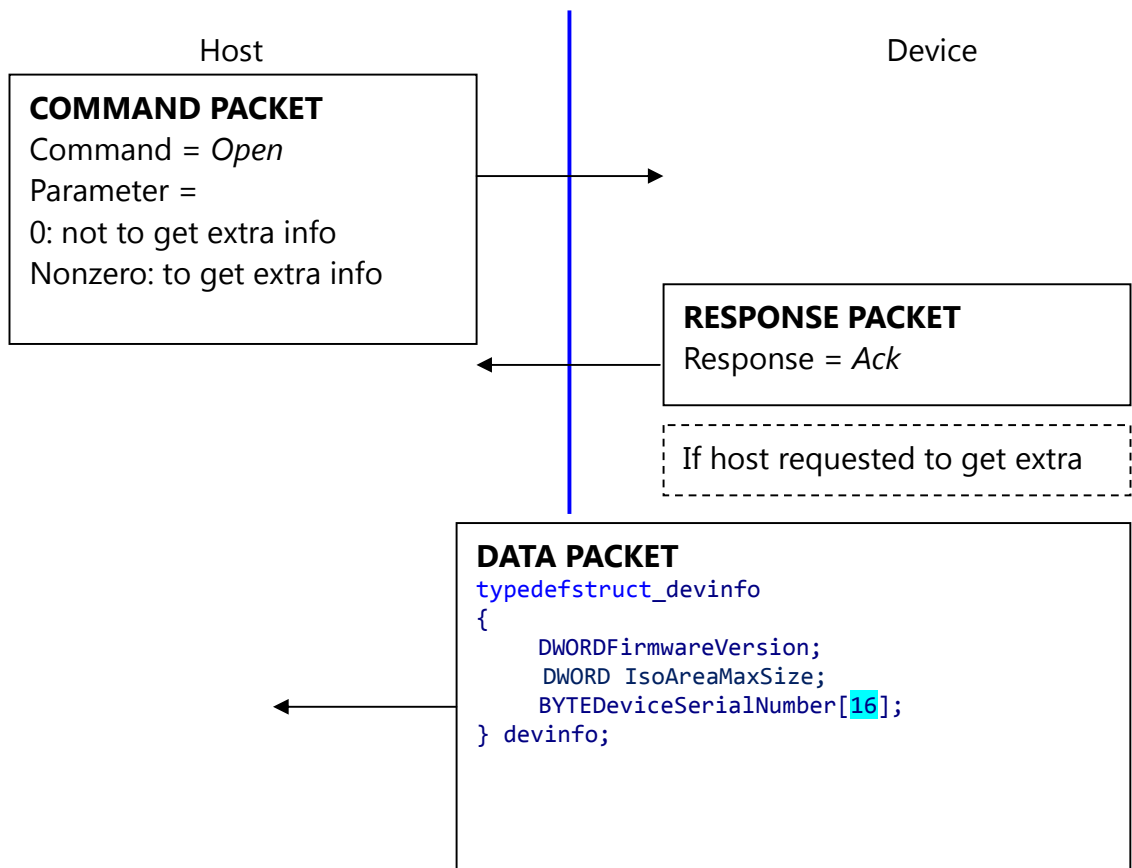 Host
Device
COMMAND PACKET
Command = Open
Parameter =
0: not to get extra info
Nonzero: to get extra info
RESPONSE PACKET
Response = Ack
If host requested to get extra
DATA PACKET
typedefstruct_devinfo
{
DWORDFirmwareVersion;
DWORD IsoAreaMaxSize;
BYTEDeviceSerialNumber[16];
} devinfo;